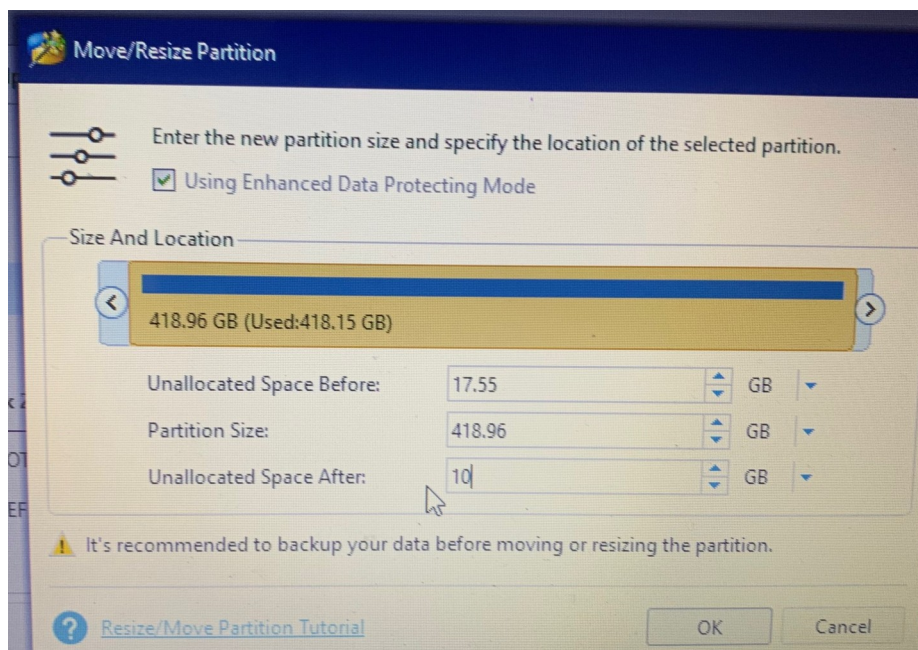 Move/Resize Partition
Enter the new partition size and specify the location of the selected partition.
Using Enhanced Data Protecting Mode
Size And Location
418.96 GB (Used:418.15 GB)
Unallocated Space Before: 17.55 GB
Partition Size: 418.96 GB
Unallocated Space After: 10 GB
EF
It's recommended to backup your data before moving or resizing the partition.
Resize/Move Partition Tutorial OK Cancel